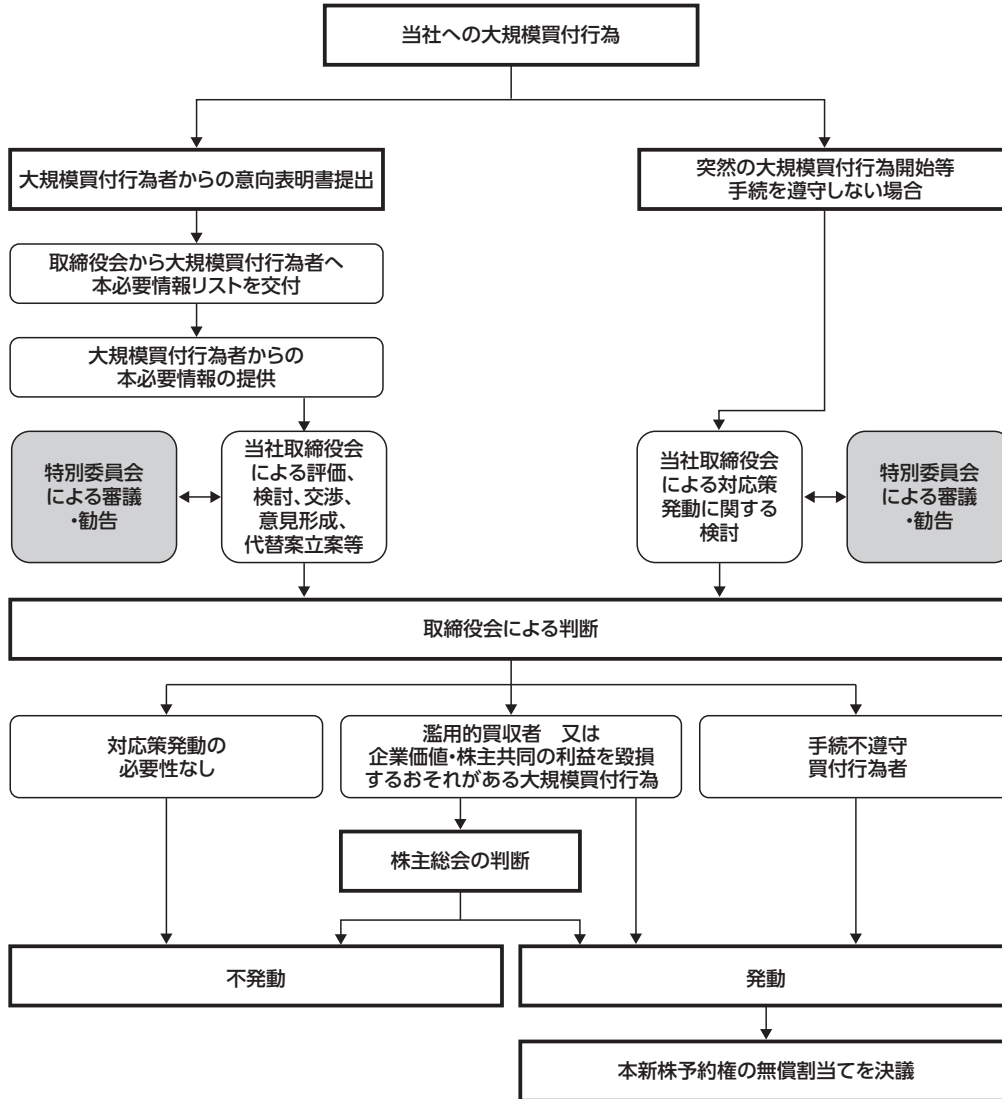 当社への大規模買付行為
大規模買付行為者からの意向表明書提出
突然の大規模買付行為開始等
手続を遵守しない場合
取締役会から大規模買付行為者へ
本必要情報リストを交付
大規模買付行為者からの
本必要情報の提供
特別委員会
による審議
・勧告
当社取締役会
による評価、
検討、交渉、
意見形成、
代替案立案等
当社取締役会
による対応策
発動に関する
検討
特別委員会
による審議
・勧告
取締役会による判断
対応策発動の
必要性なし
濫用的買収者　又は
企業価値・株主共同の利益を毀損
するおそれがある大規模買付行為
手続不遵守
買付行為者
株主総会の判断
不発動
発動
本新株予約権の無償割当てを決議